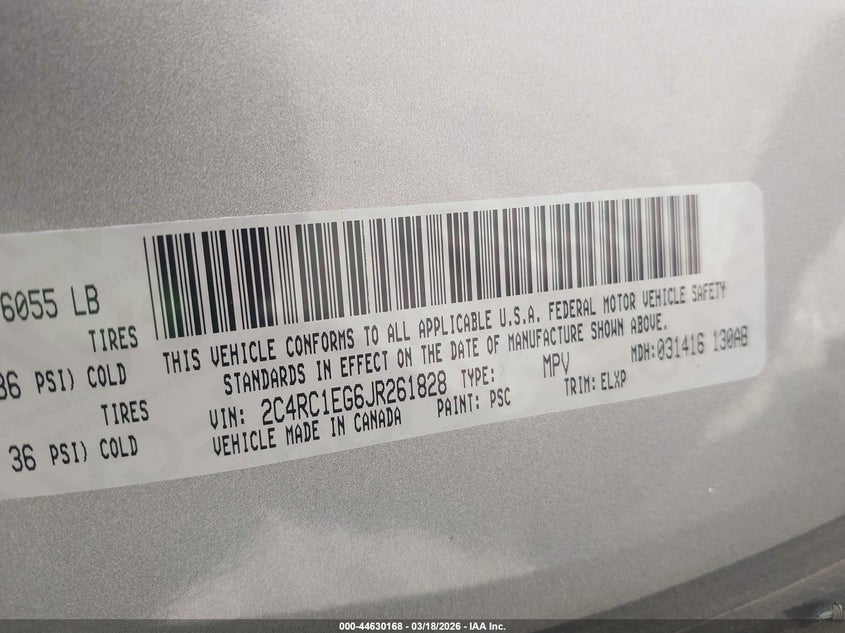 6055 LB
TIRES
36 PSI) COLD
TIRES
36 PSI) COLD
THIS VEHICLE CONFORMS TO ALL APPLICABLE U.S.A. FEDERAL MOTOR VEHICLE SAFETY
STANDARDS IN EFFECT ON THE DATE OF MANUFACTURE SHOWN ABOVE.
VIN: 2C4RC1EG6JR261828 TYPE: MPV MDH:031416 130AB
VEHICLE MADE IN CANADA PAINT: PSC TRIM: ELXP
000-44630168 - 03/18/2026 - IAA Inc.